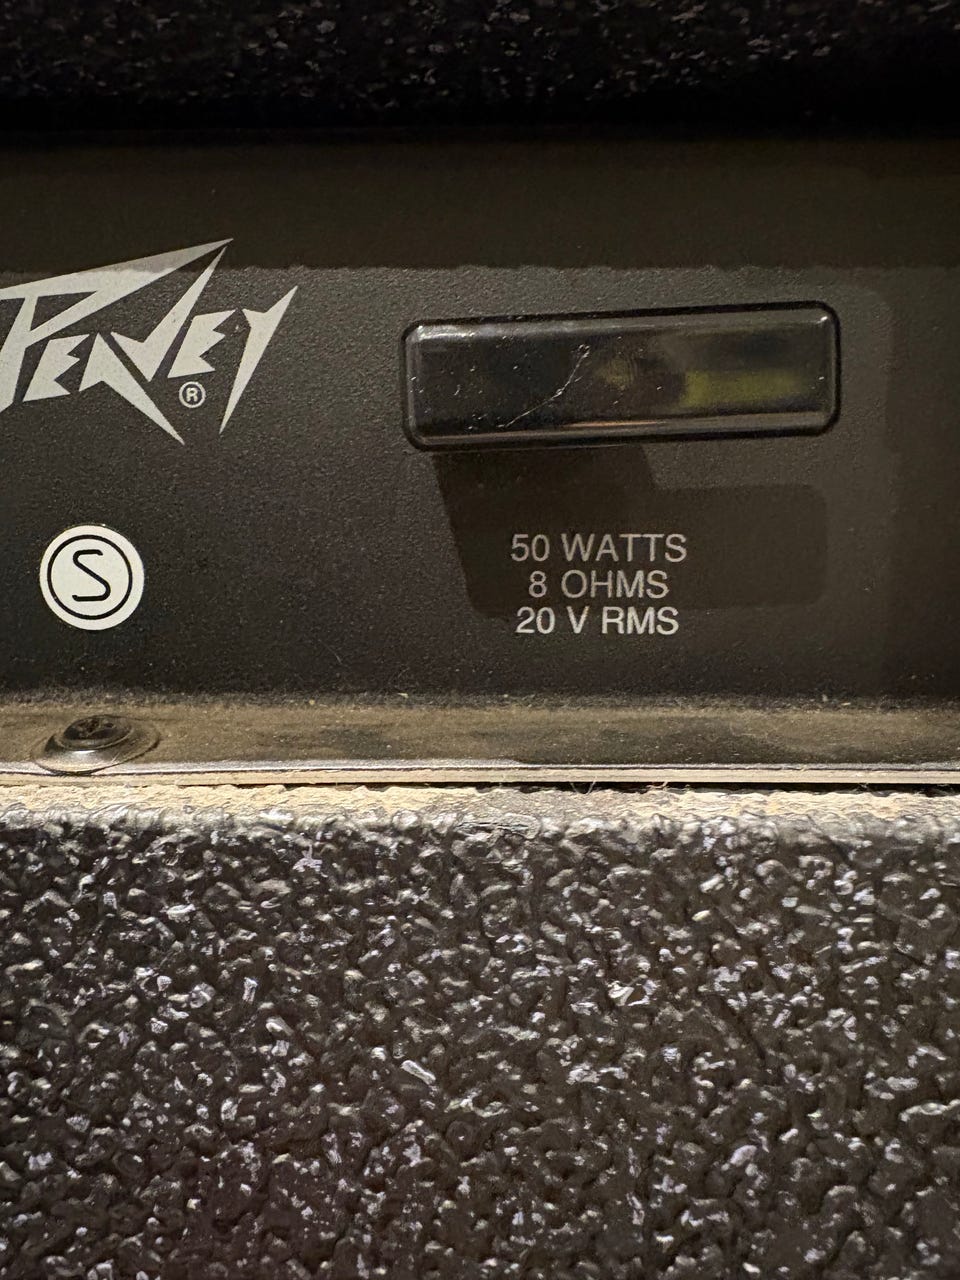 PEAVEY®
S
50 WATTS
8 OHMS
20 V RMS